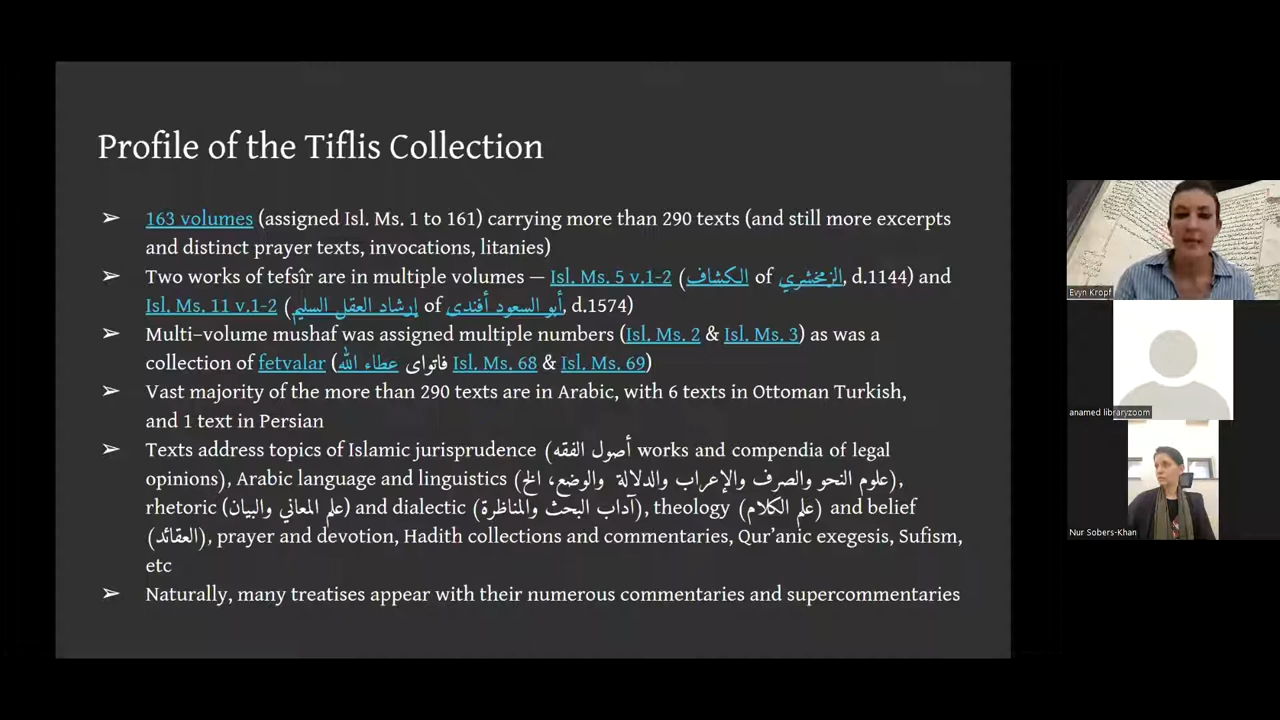 Profile of the Tiflis Collection
➢ 163 volumes (assigned Isl. Ms. 1 to 161) carrying more than 290 texts (and still more excerpts
and distinct prayer texts, invocations, litanies)
➢ Two works of tefsîr are in multiple volumes – Isl. Ms. 5 v.1-2 (الكشاف of الزمخشري, d.1144) and
Isl. Ms. 11 v.1-2 (إرشاد العقل السليم of أبو السعود أفندى, d.1574)
➢ Multi-volume mushaf was assigned multiple numbers (Isl. Ms. 2 & Isl. Ms. 3) as was a
collection of fetvalar (فاتواى عطاء الله Isl. Ms. 68 & Isl. Ms. 69)
➢ Vast majority of the more than 290 texts are in Arabic, with 6 texts in Ottoman Turkish,
and 1 text in Persian
➢ Texts address topics of Islamic jurisprudence (أصول الفقه works and compendia of legal
opinions), Arabic language and linguistics (علوم النحو والصرف والإعراب والدلالة والوضع، الخ),
rhetoric (علم المعاني والبيان) and dialectic (آداب البحث والمناظرة), theology (علم الكلام) and belief
(العقائد), prayer and devotion, Hadith collections and commentaries, Qur’anic exegesis, Sufism,
etc
➢ Naturally, many treatises appear with their numerous commentaries and supercommentaries
Evyn Kropf
anamed libraryzoom
Nur Sobers-Khan